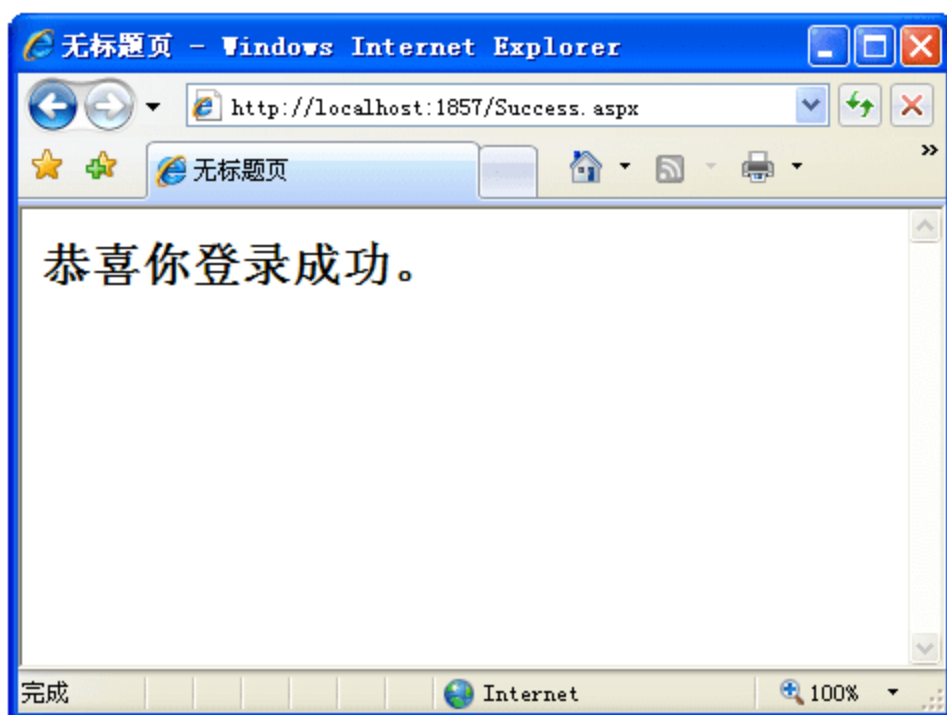 无标题页 - Windows Internet Explorer
http://localhost:1857/Success.aspx
无标题页
恭喜你登录成功。
完成 Internet 100%